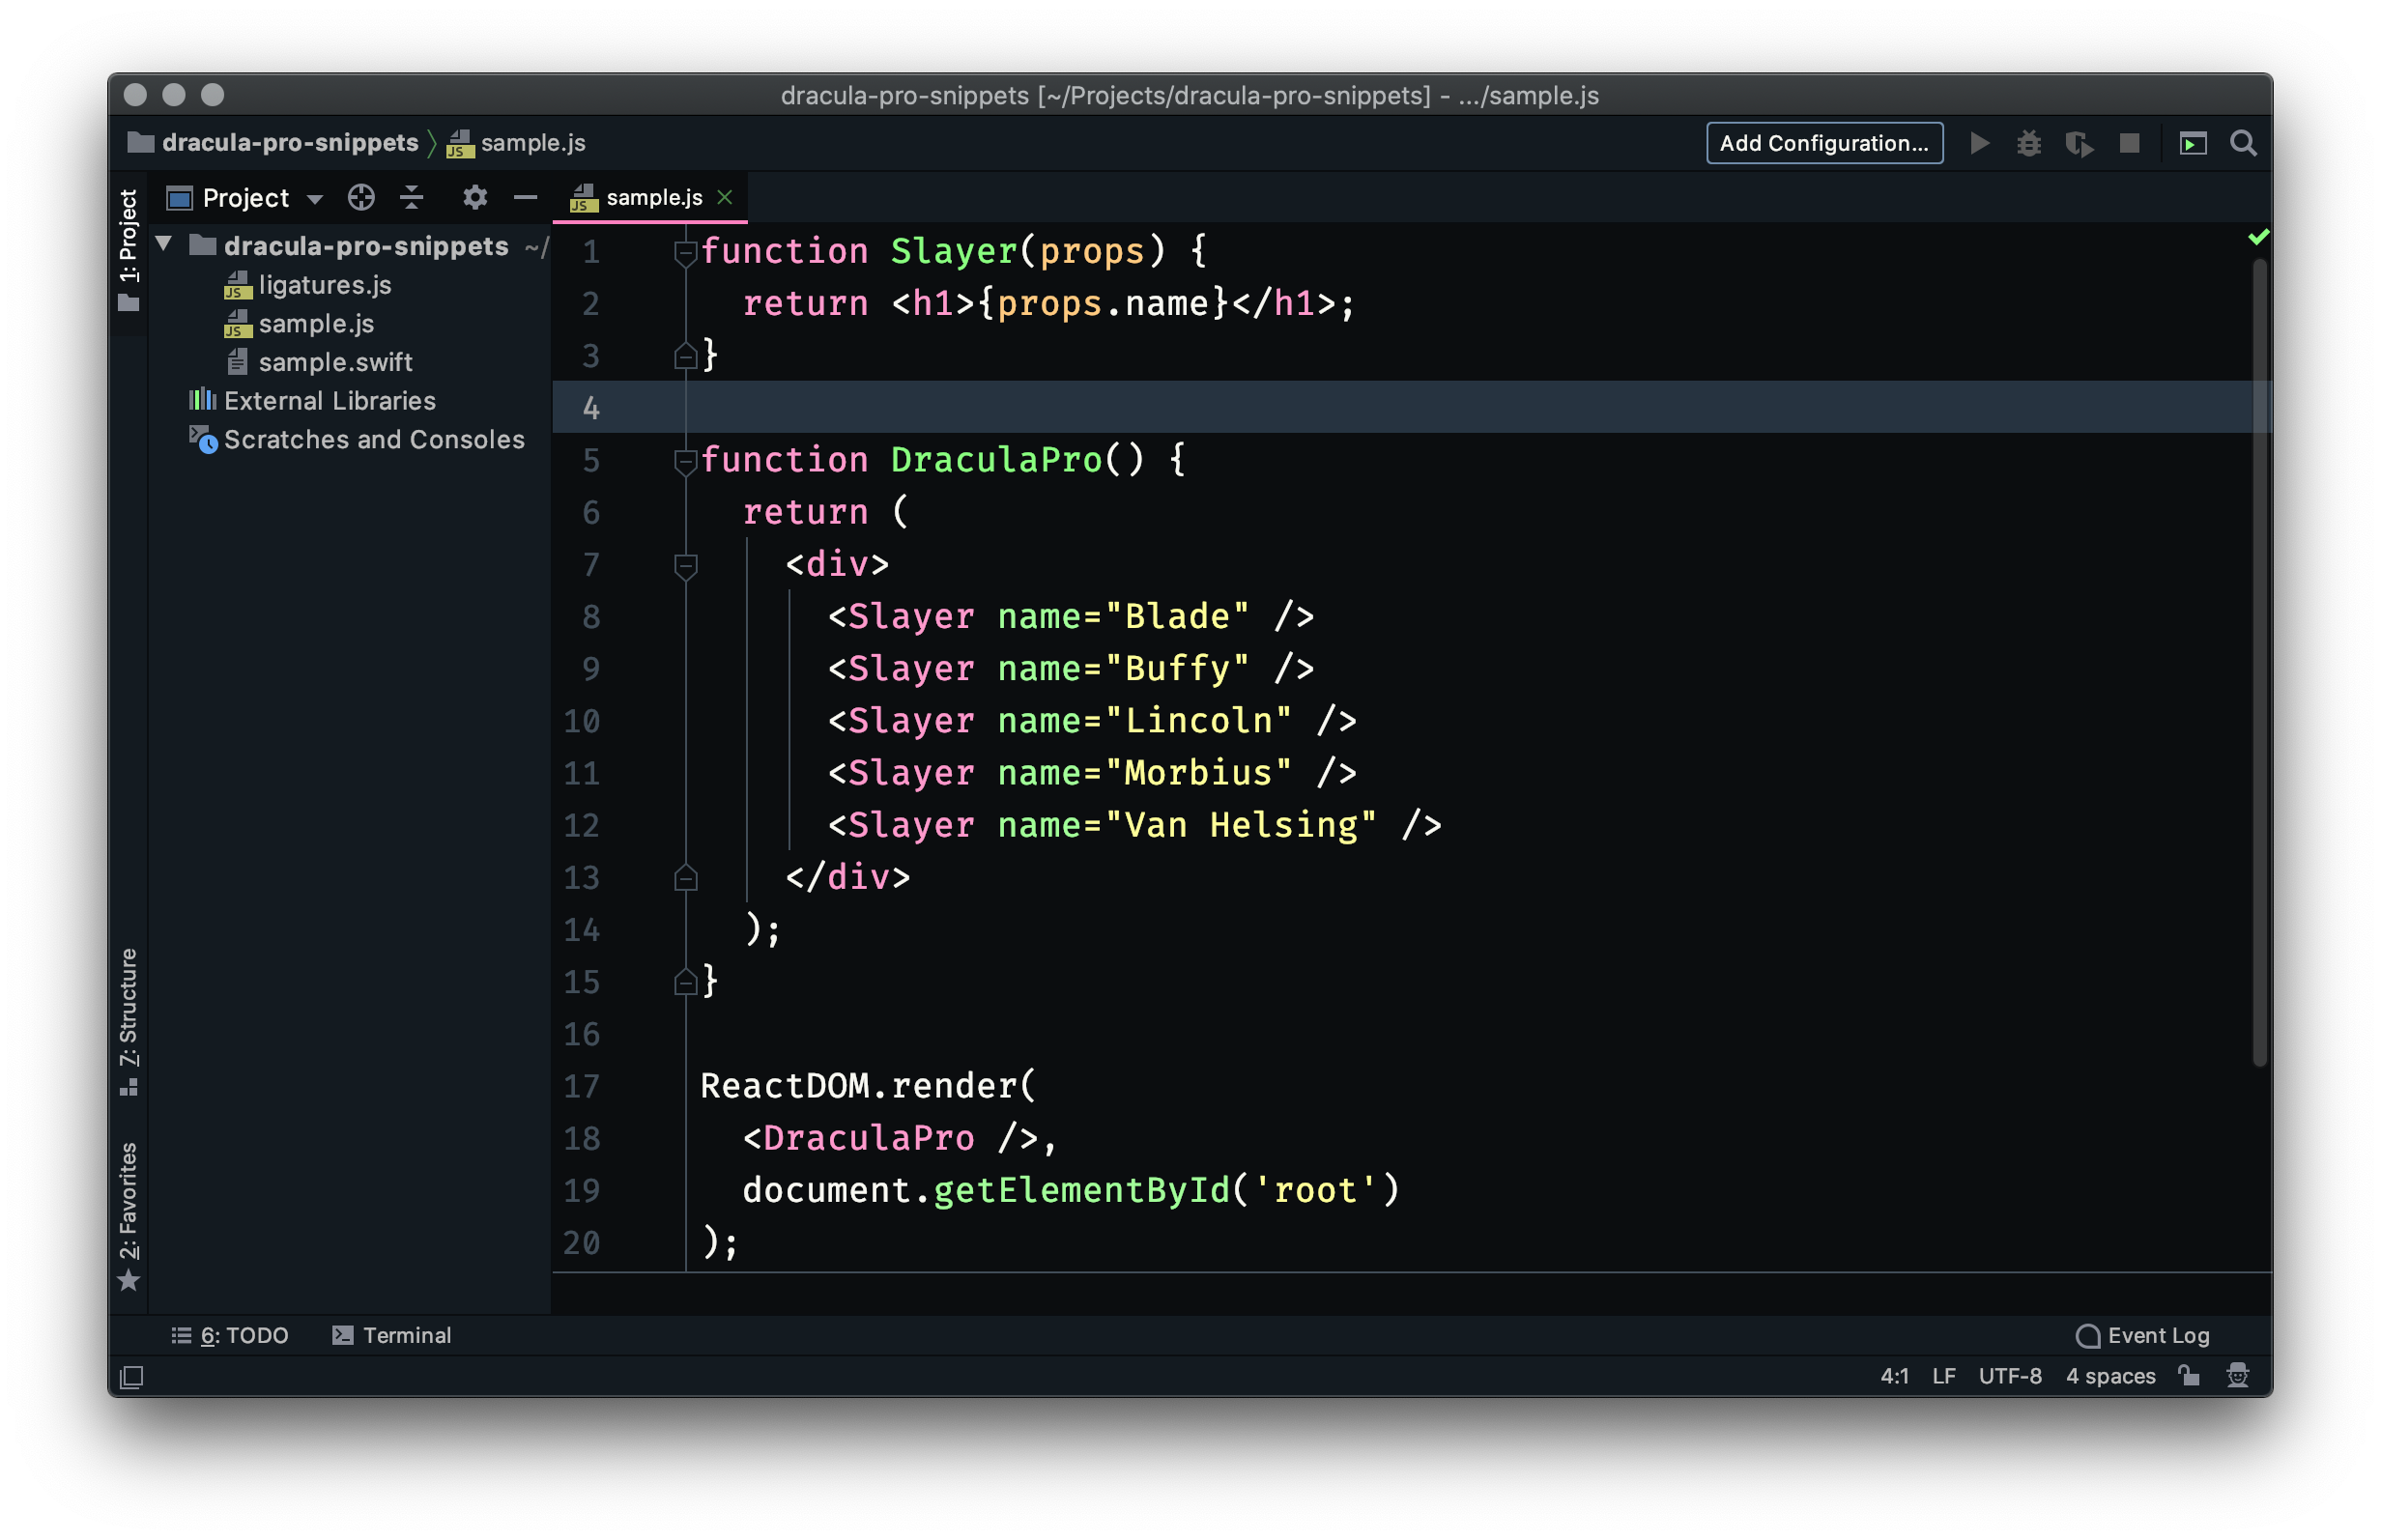 dracula-pro-snippets [~/Projects/dracula-pro-snippets] - .../sample.js
dracula-pro-snippets sample.js
Add Configuration...
1: Project
Project
sample.js
dracula-pro-snippets ~/
ligatures.js
sample.js
sample.swift
External Libraries
Scratches and Consoles
7: Structure
2: Favorites
1 function Slayer(props) {
2   return <h1>{props.name}</h1>;
3 }
4
5 function DraculaPro() {
6   return (
7     <div>
8       <Slayer name="Blade" />
9       <Slayer name="Buffy" />
10       <Slayer name="Lincoln" />
11       <Slayer name="Morbius" />
12       <Slayer name="Van Helsing" />
13     </div>
14   );
15 }
16
17 ReactDOM.render(
18   <DraculaPro />,
19   document.getElementById('root')
20 );
6: TODO Terminal
Event Log
4:1 LF UTF-8 4 spaces